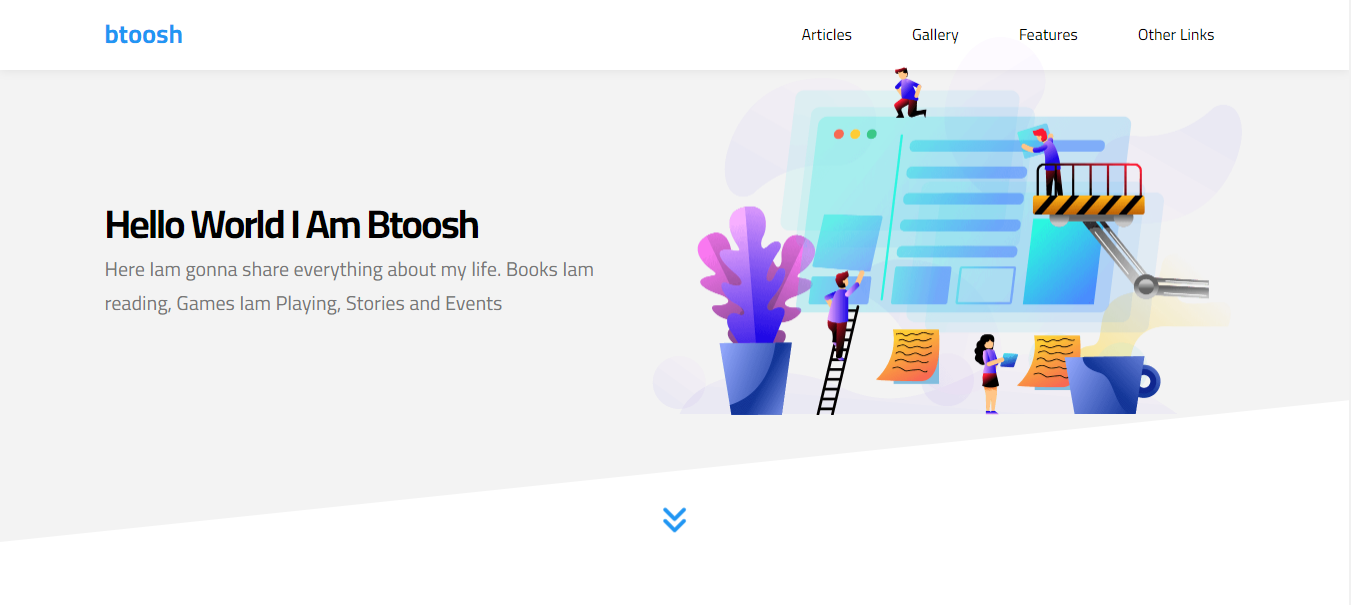 btoosh
Articles
Gallery
Features
Other Links
Hello World I Am Btoosh
Here Iam gonna share everything about my life. Books Iam
reading, Games Iam Playing, Stories and Events